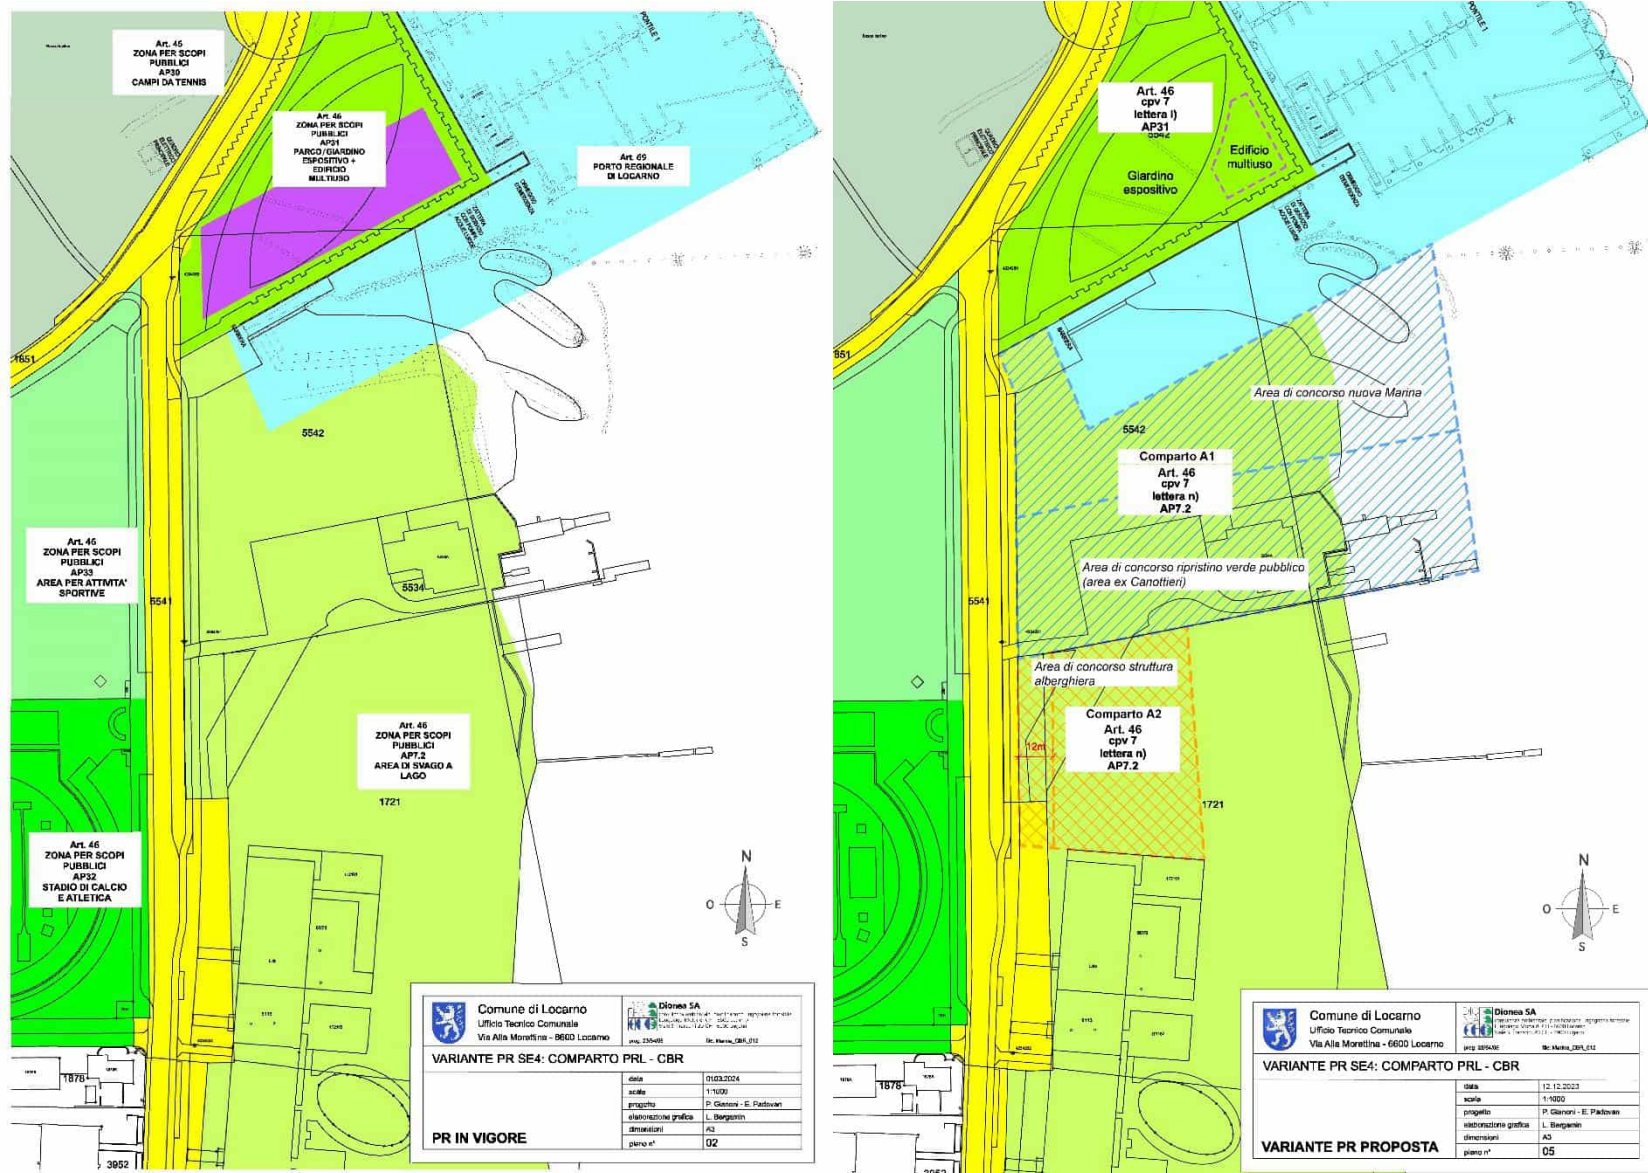 Art. 45
ZONA PER SCOPI
PUBBLICI
AP30
CAMPI DA TENNIS
Art. 46
ZONA PER SCOPI
PUBBLICI
AP31
PARCO/GIARDINO
ESPOSITIVO +
EDIFICIO
MULTIUSO
Art. 69
PORTO REGIONALE
DI LOCARNO
PONTILE 1
1851
5542
Art. 46
ZONA PER SCOPI
PUBBLICI
AP33
AREA PER ATTIVITA'
SPORTIVE
5541
5534
Art. 46
ZONA PER SCOPI
PUBBLICI
AP7.2
AREA DI SVAGO A
LAGO
1721
Art. 46
ZONA PER SCOPI
PUBBLICI
AP32
STADIO DI CALCIO
E ATLETICA
N
O
E
S
1878
3952
Comune di Locarno
Ufficio Tecnico Comunale
Via Alla Morettina - 6600 Locarno
Dionea SA
VARIANTE PR SE4: COMPARTO PRL - CBR
data 01.03.2024
scala 1:1000
progetto P. Gianoni - E. Padovan
elaborazione grafica L. Bergamin
dimensioni A3
piano n° 02
PR IN VIGORE
PONTILE 1
Art. 46
cpv 7
lettera l)
AP31
5542
Edificio
multiuso
Giardino
espositivo
851
Area di concorso nuova Marina
5542
Comparto A1
Art. 46
cpv 7
lettera n)
AP7.2
Area di concorso ripristino verde pubblico
(area ex Canottieri)
5541
Area di concorso struttura
alberghiera
Comparto A2
Art. 46
cpv 7
lettera n)
AP7.2
12m
1721
N
O
E
S
1878
3952
Comune di Locarno
Ufficio Tecnico Comunale
Via Alla Morettina - 6600 Locarno
Dionea SA
VARIANTE PR SE4: COMPARTO PRL - CBR
data 12.12.2023
scala 1:1000
progetto P. Gianoni - E. Padovan
elaborazione grafica L. Bergamin
dimensioni A3
piano n° 05
VARIANTE PR PROPOSTA